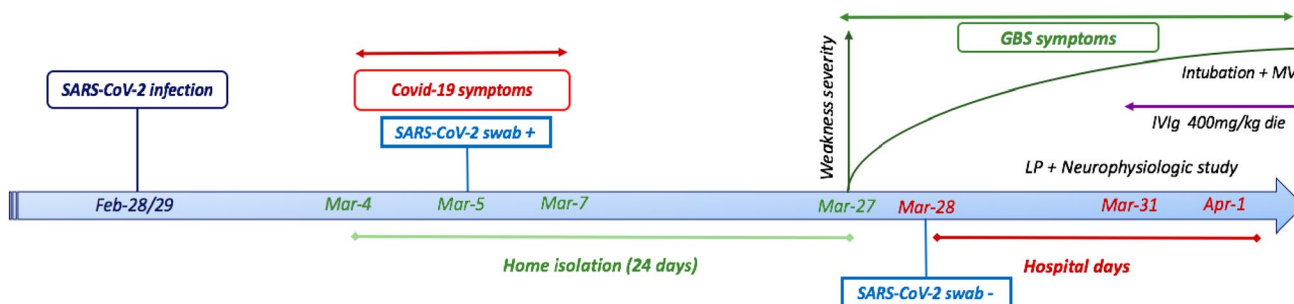 GBS symptoms
Weakness severity
SARS-CoV-2 infection
Covid-19 symptoms
Intubation + MV
SARS-CoV-2 swab +
IVIg 400mg/kg die
LP + Neurophysiologic study
Feb-28/29
Mar-4
Mar-5
Mar-7
Mar-27
Mar-28
Mar-31
Apr-1
Home isolation (24 days)
Hospital days
SARS-CoV-2 swab -